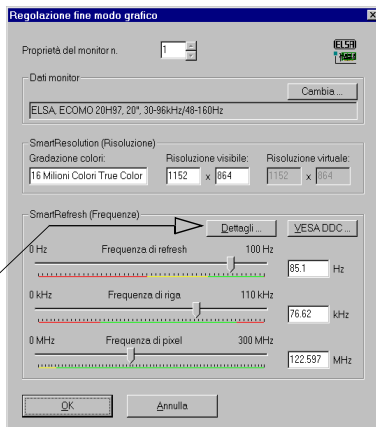 Regolazione fine modo grafico
Proprietà del monitor n. 1
ELSA
Dati monitor
Cambia ...
ELSA, ECOMO 20H97, 20", 30-96kHz/48-160Hz
SmartResolution (Risoluzione)
Gradazione colori: Risoluzione visibile: Risoluzione virtuale:
16 Milioni Colori True Color 1152 x 864 1152 x 864
SmartRefresh (Frequenze)
Dettagli ... VESA DDC ...
0 Hz Frequenza di refresh 100 Hz
85.1 Hz
0 kHz Frequenza di riga 110 kHz
76.62 kHz
0 MHz Frequenza di pixel 300 MHz
122.597 MHz
OK Annulla